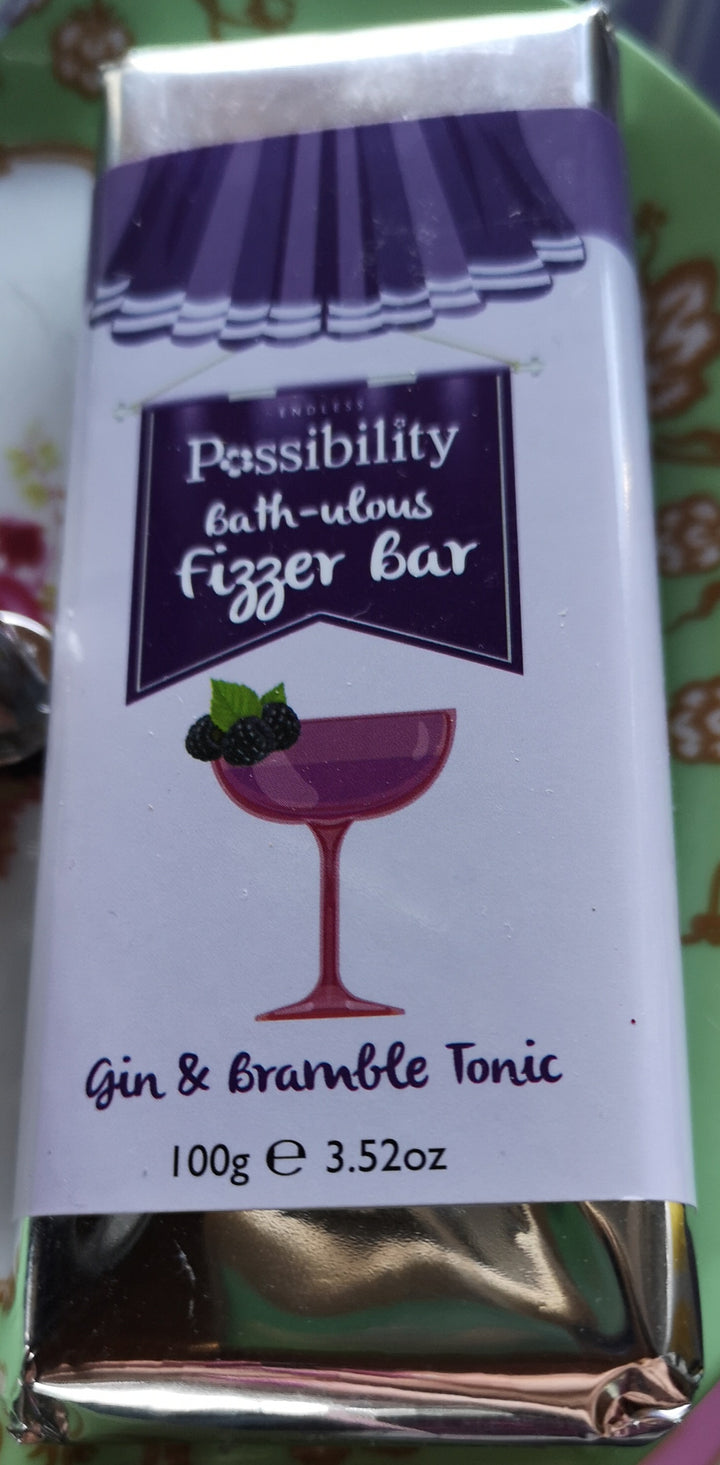 ENDLESS
Possibility
Bath-ulous
Fizzer Bar
Gin & Bramble Tonic
100g ℮ 3.52oz